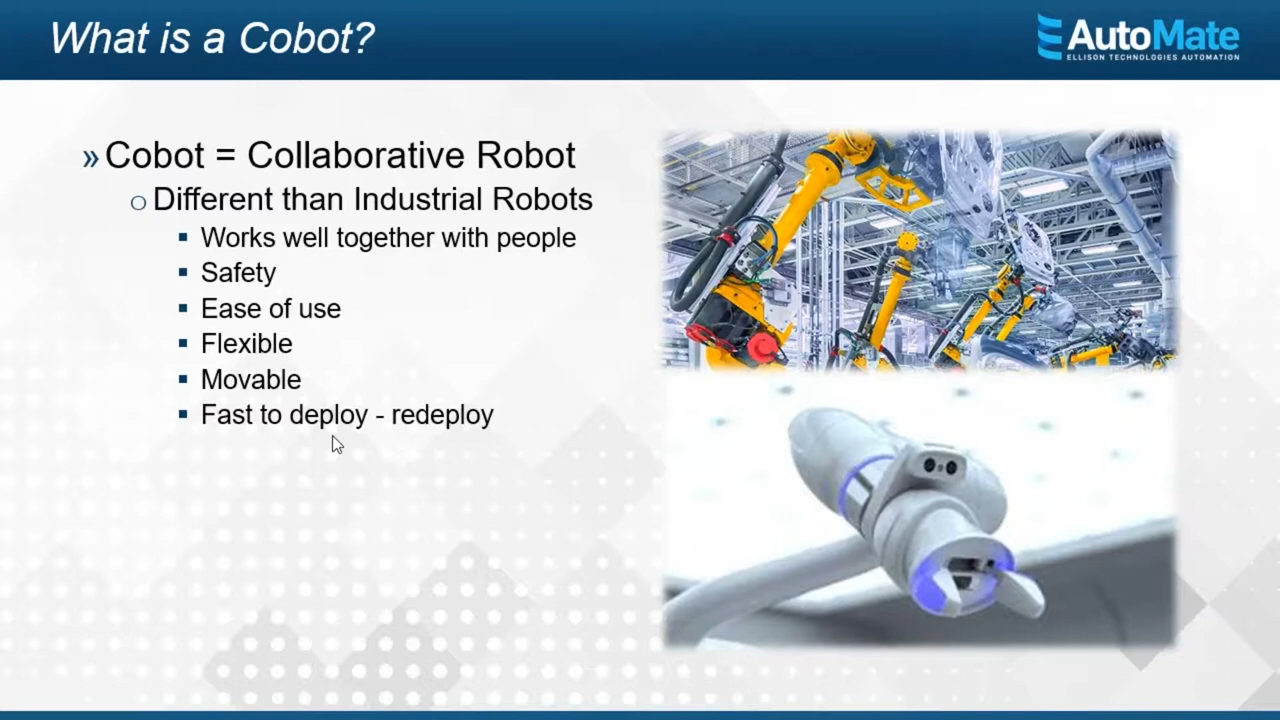 What is a Cobot?
AutoMate
ELLISON TECHNOLOGIES AUTOMATION
» Cobot = Collaborative Robot
○ Different than Industrial Robots
▪ Works well together with people
▪ Safety
▪ Ease of use
▪ Flexible
▪ Movable
▪ Fast to deploy - redeploy